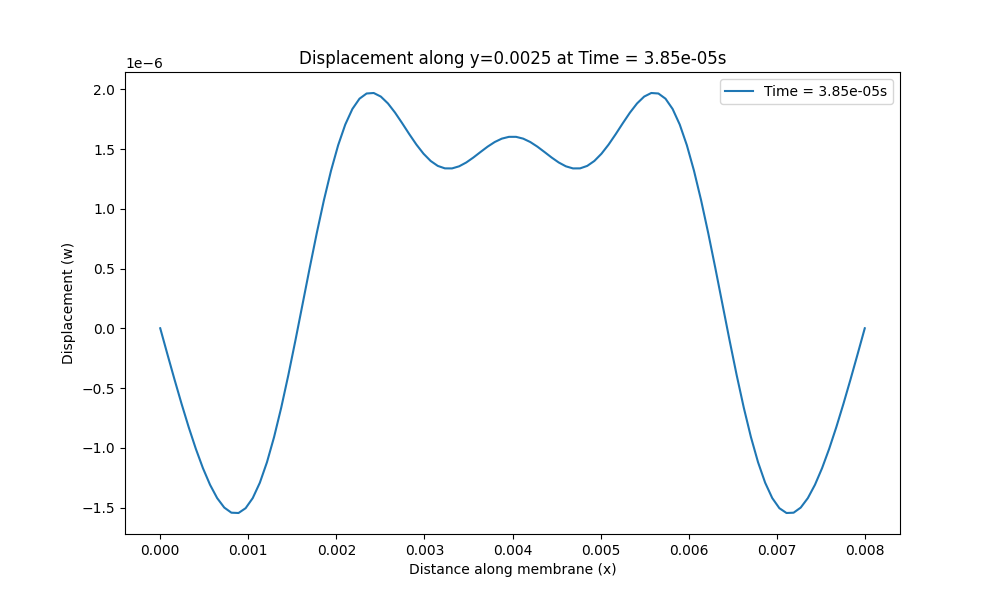 Displacement along y=0.0025 at Time = 3.85e-05s
1e−6
Time = 3.85e-05s
2.0
1.5
1.0
0.5
0.0
−0.5
−1.0
−1.5
Displacement (w)
0.000 0.001 0.002 0.003 0.004 0.005 0.006 0.007 0.008
Distance along membrane (x)